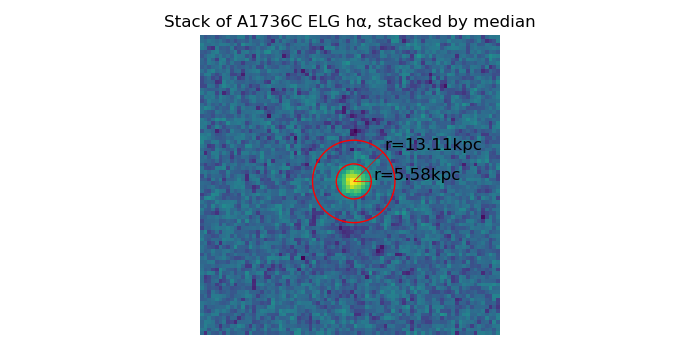 Stack of A1736C ELG hα, stacked by median
r=13.11kpc
r=5.58kpc